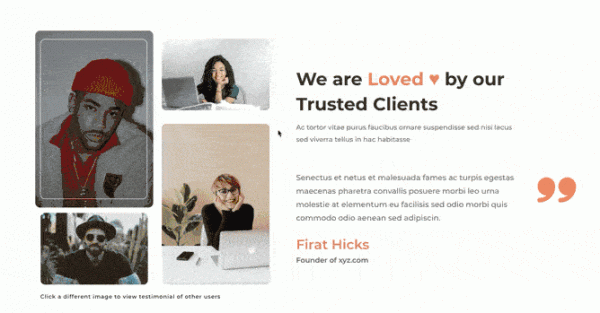 We are Loved ♥ by our
Trusted Clients
Ac tortor vitae purus faucibus ornare suspendisse sed nisi lacus
sed viverra tellus in hac habitasse
Senectus et netus et malesuada fames ac turpis egestas
maecenas pharetra convallis posuere morbi leo urna
molestie at elementum eu facilisis sed odio morbi quis
commodo odio aenean sed adipiscin.
Firat Hicks
Founder of xyz.com
Click a different image to view testimonial of other users